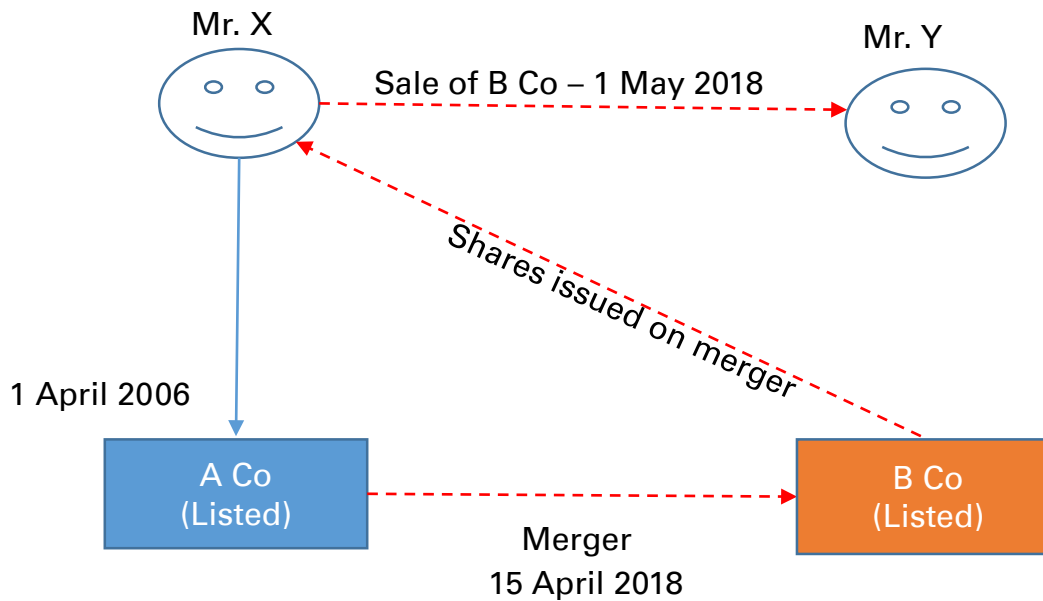 Mr. X
Mr. Y
Sale of B Co – 1 May 2018
Shares issued on merger
1 April 2006
A Co
(Listed)
B Co
(Listed)
Merger
15 April 2018